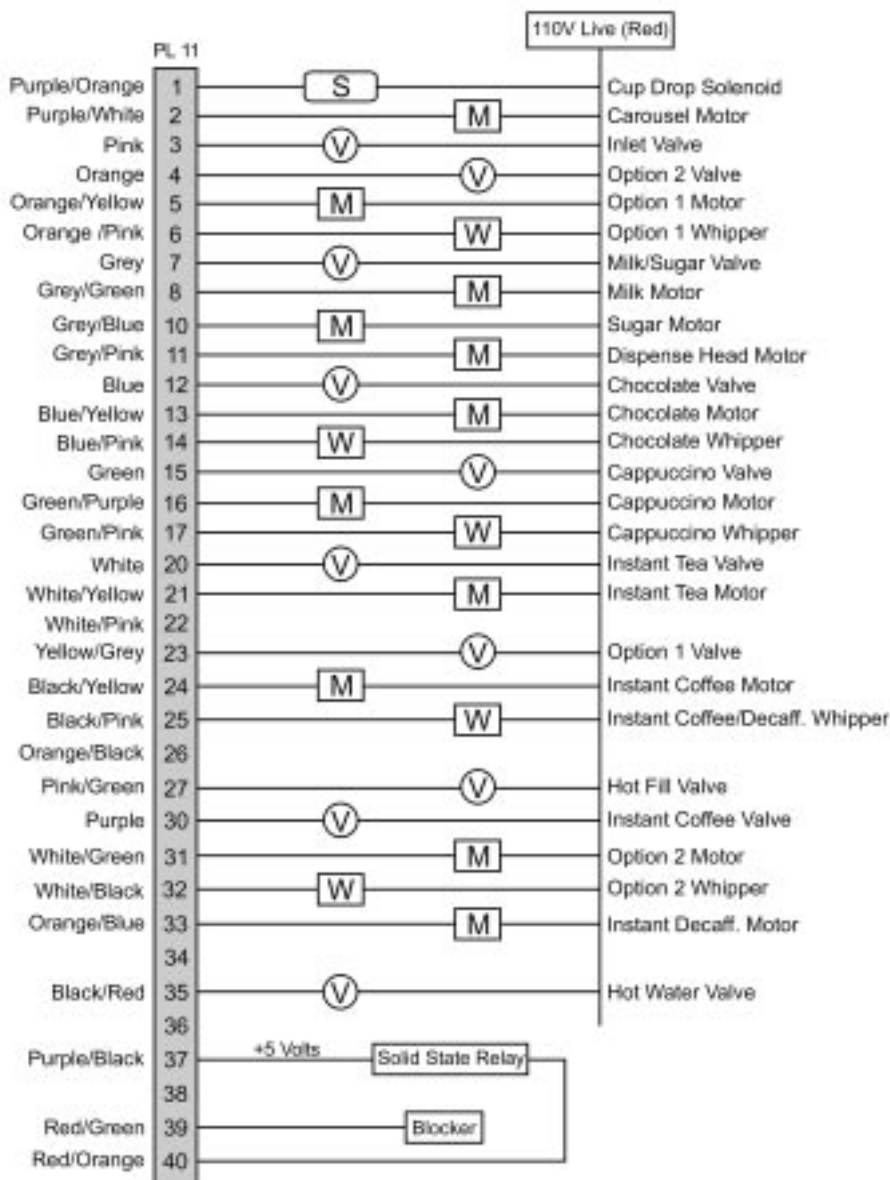 110V Live (Red)
PL 11
Purple/Orange 1 S Cup Drop Solenoid
Purple/White 2 M Carousel Motor
Pink 3 V Inlet Valve
Orange 4 V Option 2 Valve
Orange/Yellow 5 M Option 1 Motor
Orange /Pink 6 W Option 1 Whipper
Grey 7 V Milk/Sugar Valve
Grey/Green 8 M Milk Motor
Grey/Blue 10 M Sugar Motor
Grey/Pink 11 M Dispense Head Motor
Blue 12 V Chocolate Valve
Blue/Yellow 13 M Chocolate Motor
Blue/Pink 14 W Chocolate Whipper
Green 15 V Cappuccino Valve
Green/Purple 16 M Cappuccino Motor
Green/Pink 17 W Cappuccino Whipper
White 20 V Instant Tea Valve
White/Yellow 21 M Instant Tea Motor
White/Pink 22
Yellow/Grey 23 V Option 1 Valve
Black/Yellow 24 M Instant Coffee Motor
Black/Pink 25 W Instant Coffee/Decaff. Whipper
Orange/Black 26
Pink/Green 27 V Hot Fill Valve
Purple 30 V Instant Coffee Valve
White/Green 31 M Option 2 Motor
White/Black 32 W Option 2 Whipper
Orange/Blue 33 M Instant Decaff. Motor
34
Black/Red 35 V Hot Water Valve
36
Purple/Black 37 +5 Volts Solid State Relay
38
Red/Green 39 Blocker
Red/Orange 40